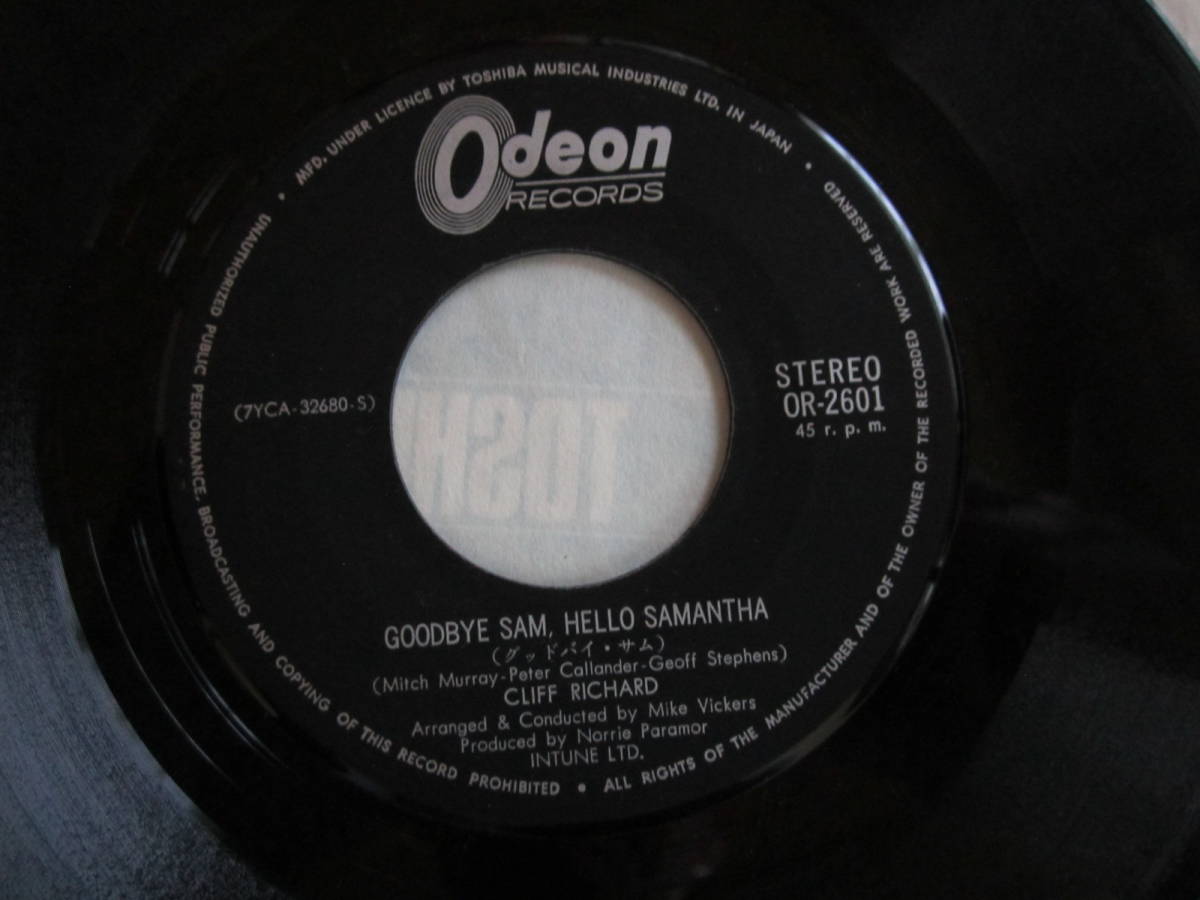 MFD. UNDER LICENCE BY TOSHIBA MUSICAL INDUSTRIES LTD. IN JAPAN •
Odeon
RECORDS
STEREO
OR-2601
45 r. p. m.
(7YCA-32680-S)
TOSH
GOODBYE SAM, HELLO SAMANTHA
(グッドバイ・サム)
(Mitch Murray-Peter Callander-Geoff Stephens)
CLIFF RICHARD
Arranged & Conducted by Mike Vickers
Produced by Norrie Paramor
INTUNE LTD.
• UNAUTHORIZED PUBLIC PERFORMANCE, BROADCASTING AND COPYING OF THIS RECORD PROHIBITED •
ALL RIGHTS OF THE MANUFACTURER AND OF THE OWNER OF THE RECORDED WORK ARE RESERVED